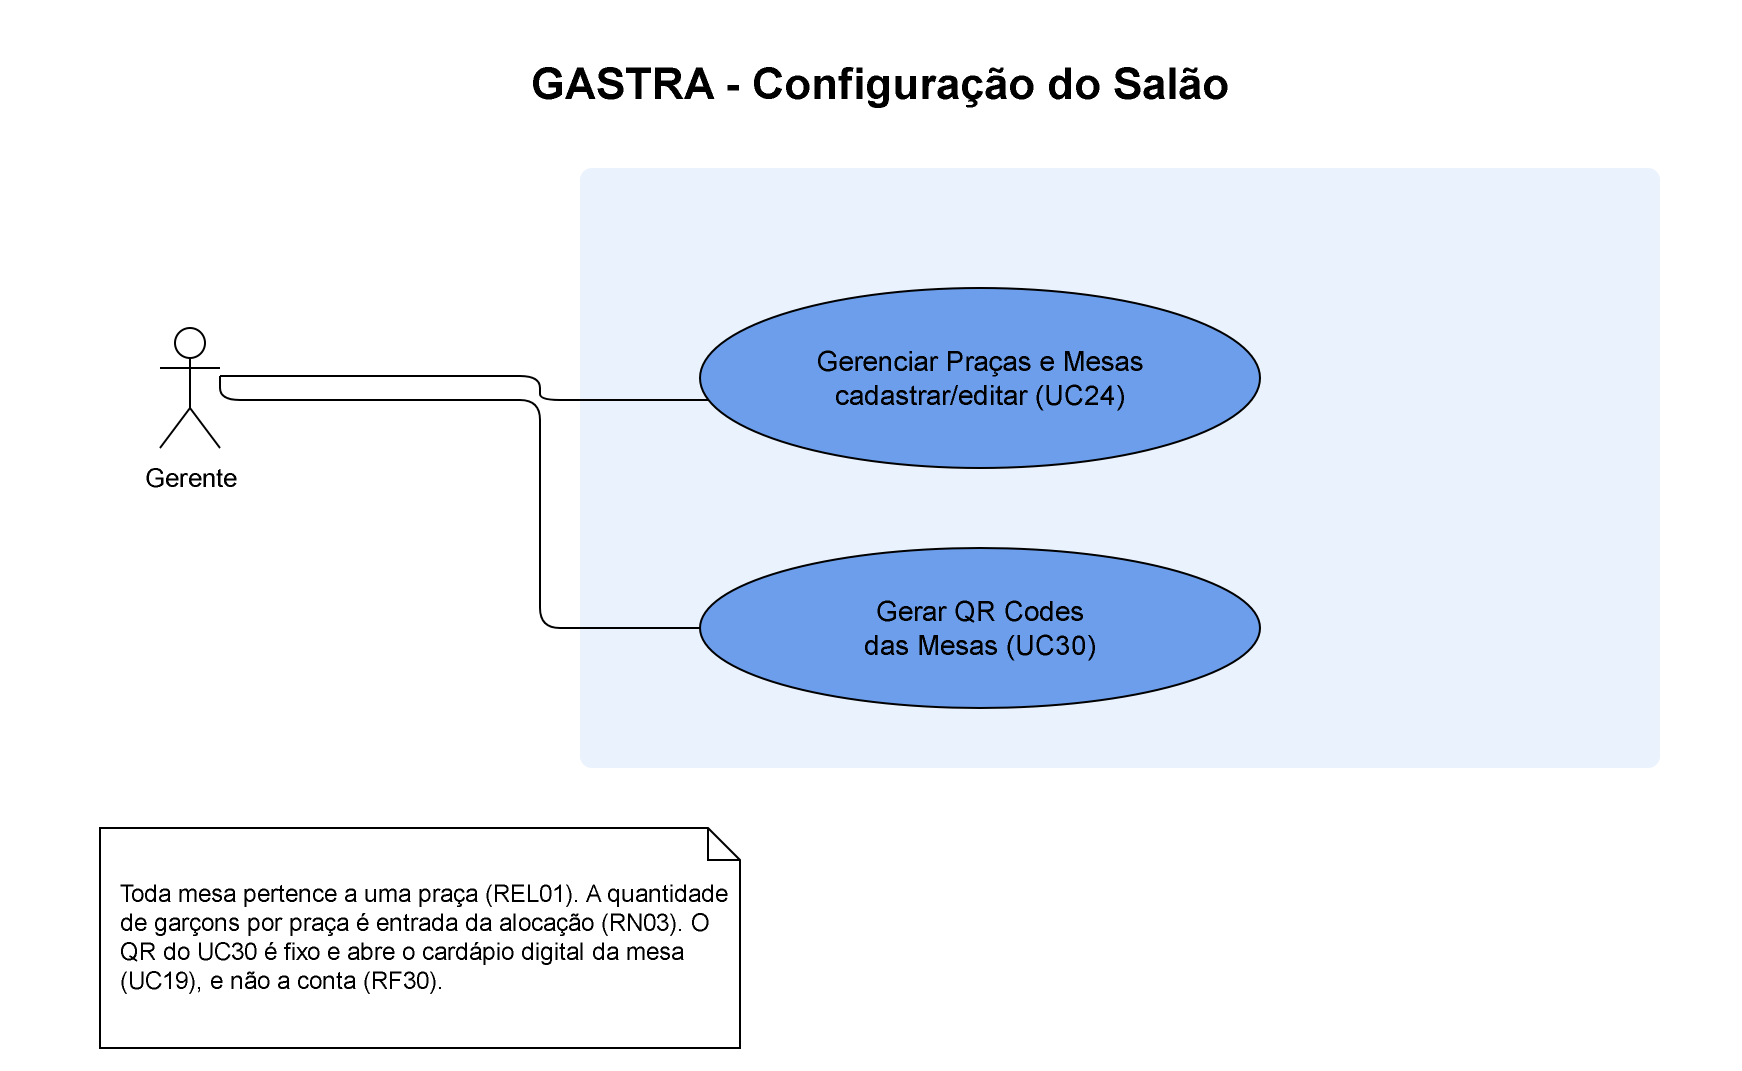 GASTRA - Configuração do Salão
Gerenciar Praças e Mesas
cadastrar/editar (UC24)
Gerente
Gerar QR Codes
das Mesas (UC30)
Toda mesa pertence a uma praça (REL01). A quantidade
de garçons por praça é entrada da alocação (RN03). O
QR do UC30 é fixo e abre o cardápio digital da mesa
(UC19), e não a conta (RF30).